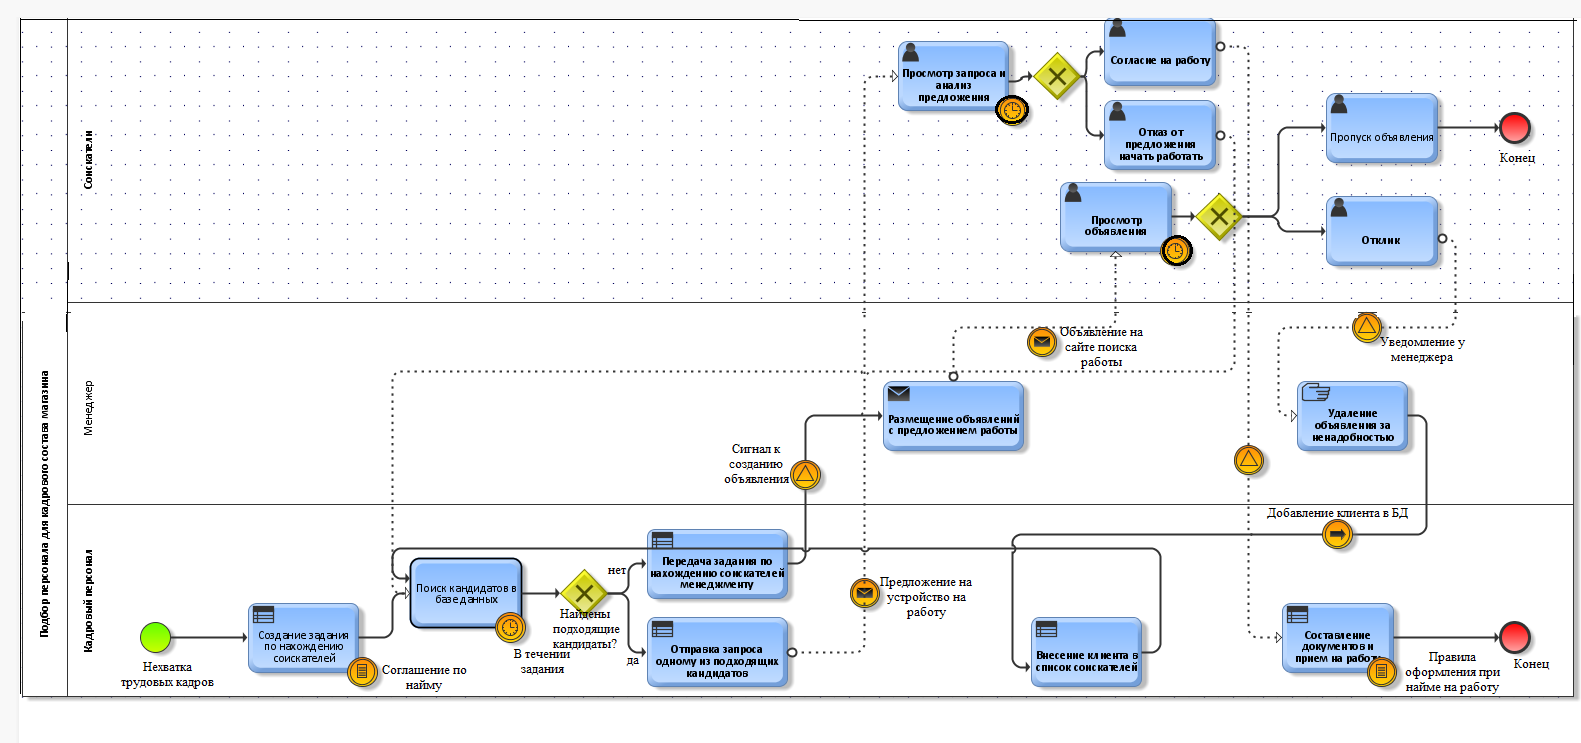 Подбор персонала для кадрового состава магазина
Соискатели
Просмотр запроса и
анализ
предложения
Согласие на работу
Отказ от
предложения
начать работать
Просмотр
объявления
Пропуск объявления
Конец
Отклик
Менеджер
Объявление на
сайте поиска
работы
Уведомление у
менеджера
Размещение объявлений
с предложением работы
Удаление
объявления за
ненадобностью
Сигнал к
созданию
объявления
Добавление клиента в БД
Кадровый персонал
Нехватка
трудовых кадров
Создание задания
по нахождению
соискателей
Соглашение по
найму
Поиск кандидатов в
базе данных
В течении
задания
Найдены
подходящие
кандидаты?
нет
да
Передача задания по
нахождению соискателей
менеджменту
Отправка запроса
одному из подходящих
кандидатов
Предложение на
устройство на
работу
Внесение клиента в
список соискателей
Составление
документов и
прием на работу
Правила
оформления при
найме на работу
Конец